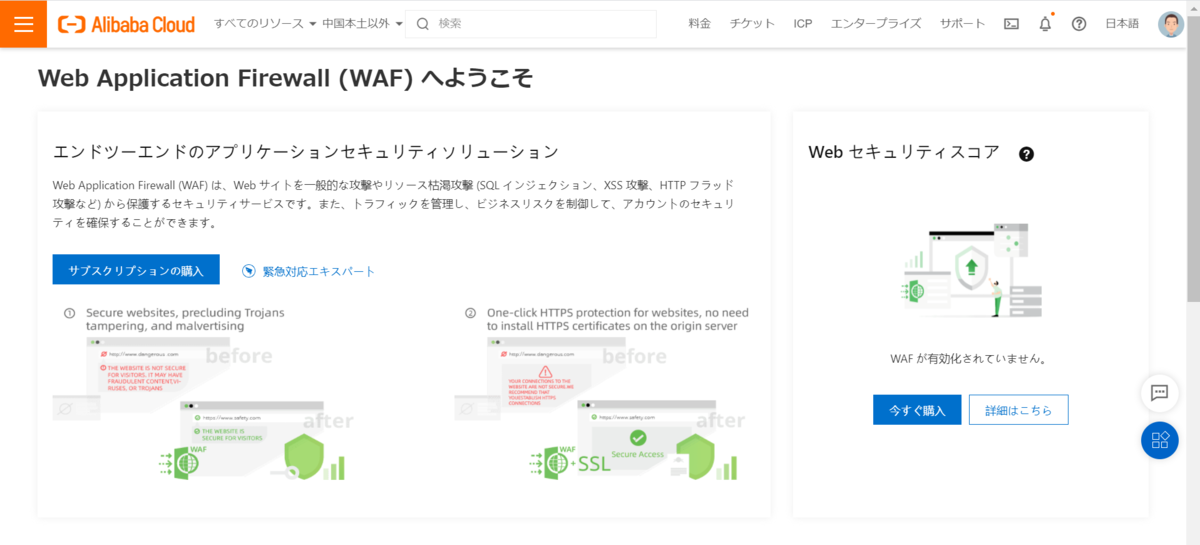 Alibaba Cloud すべてのリソース 中国本土以外 検索 料金 チケット ICP エンタープライズ サポート 日本語
Web Application Firewall (WAF) へようこそ
エンドツーエンドのアプリケーションセキュリティソリューション
Web Application Firewall (WAF) は、Web サイトを一般的な攻撃やリソース枯渇攻撃 (SQL インジェクション、XSS 攻撃、HTTP フラッド
攻撃など) から保護するセキュリティサービスです。また、トラフィックを管理し、ビジネスリスクを制御して、アカウントのセキュリ
ティを確保することができます。
サブスクリプションの購入 緊急対応エキスパート
1 Secure websites, precluding Trojans
tampering, and malvertising
http://www.dangerous.com
before
THE WEBSITE IS NOT SECURE
FOR VISITORS, IT MAY HAVE
FRAUDULENT CONTENT,VI-
RUSES, OR TROJANS.
https://www.safety.com
after
THE WEBSITE IS
SECURE FOR VISITORS
WAF
2 One-click HTTPS protection for websites, no need
to install HTTPS certificates on the origin server
http://www.dangerous.com
before
YOUR CONNECTIONS TO THE
WEBSITE ARE NOT SECURE.WE
RECOMMEND THAT
YOUESTABLISH HTTPS
CONNECTIONS.
https://www.safety.com
after
Secure Access
WAF
+SSL
Web セキュリティスコア ?
WAF が有効化されていません。
今すぐ購入 詳細はこちら